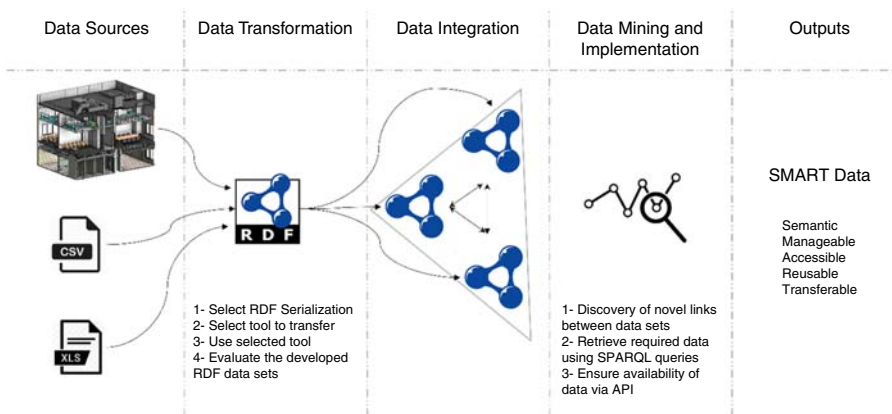 Data Sources
Data Transformation
Data Integration
Data Mining and
Implementation
Outputs
CSV
XLS
RDF
1- Select RDF Serialization
2- Select tool to transfer
3- Use selected tool
4- Evaluate the developed
RDF data sets
1- Discovery of novel links
between data sets
2- Retrieve required data
using SPARQL queries
3- Ensure availability of
data via API
SMART Data
Semantic
Manageable
Accessible
Reusable
Transferable